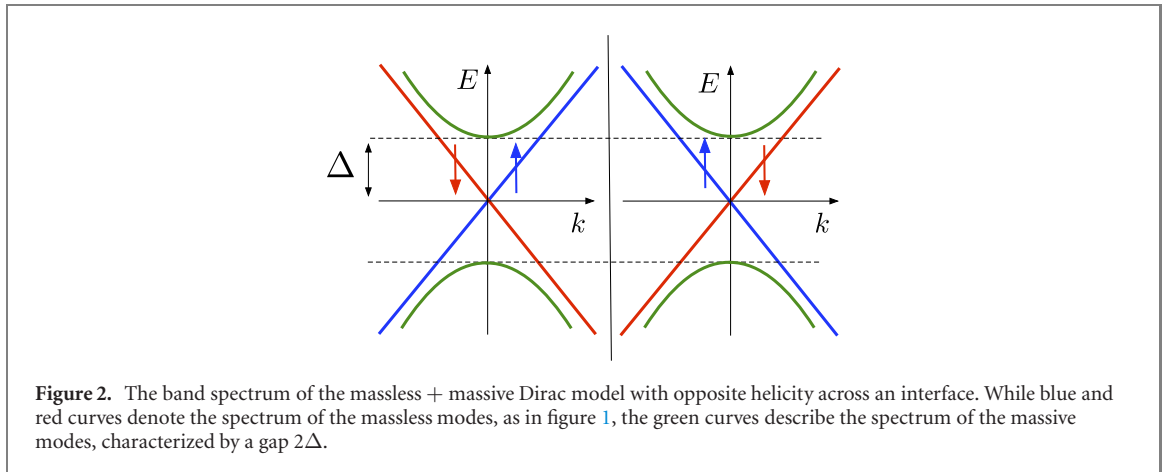 E
E
Δ
k
k
Figure 2. The band spectrum of the massless + massive Dirac model with opposite helicity across an interface. While blue and
red curves denote the spectrum of the massless modes, as in figure 1, the green curves describe the spectrum of the massive
modes, characterized by a gap 2Δ.